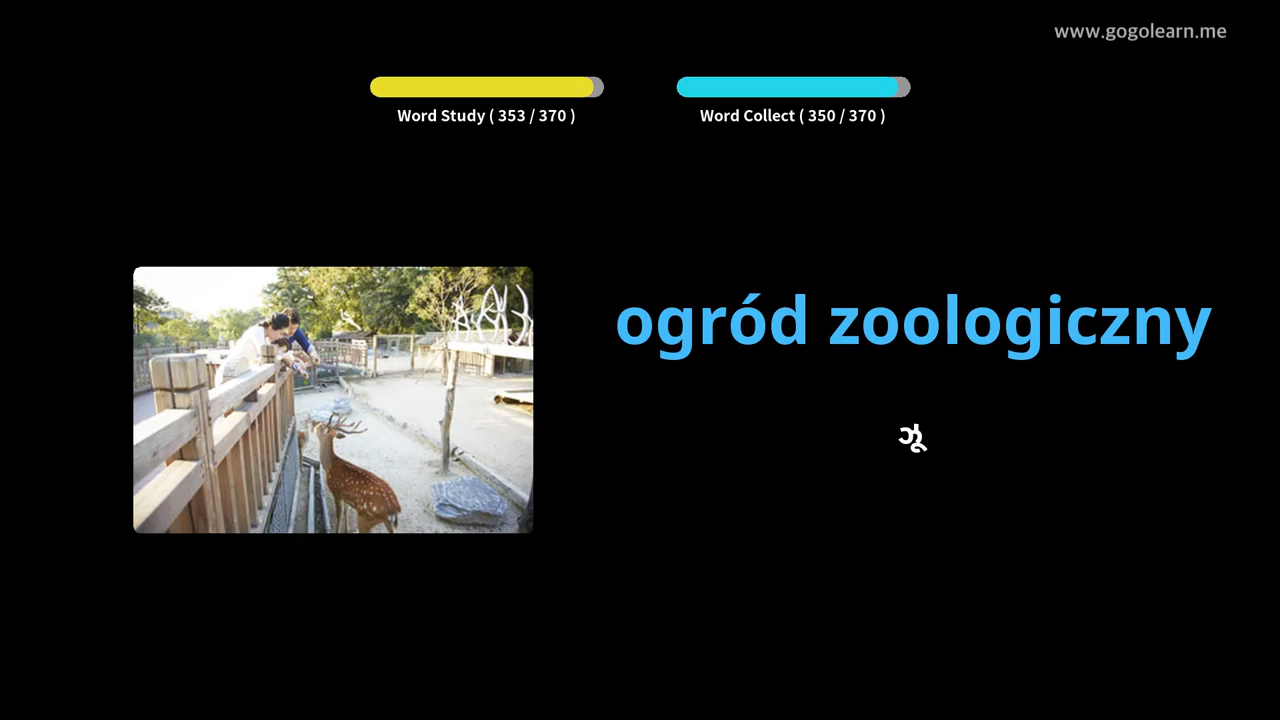 www.gogolearn.me
Word Study ( 353 / 370 )
Word Collect ( 350 / 370 )
ogród zoologiczny
ઝૂ